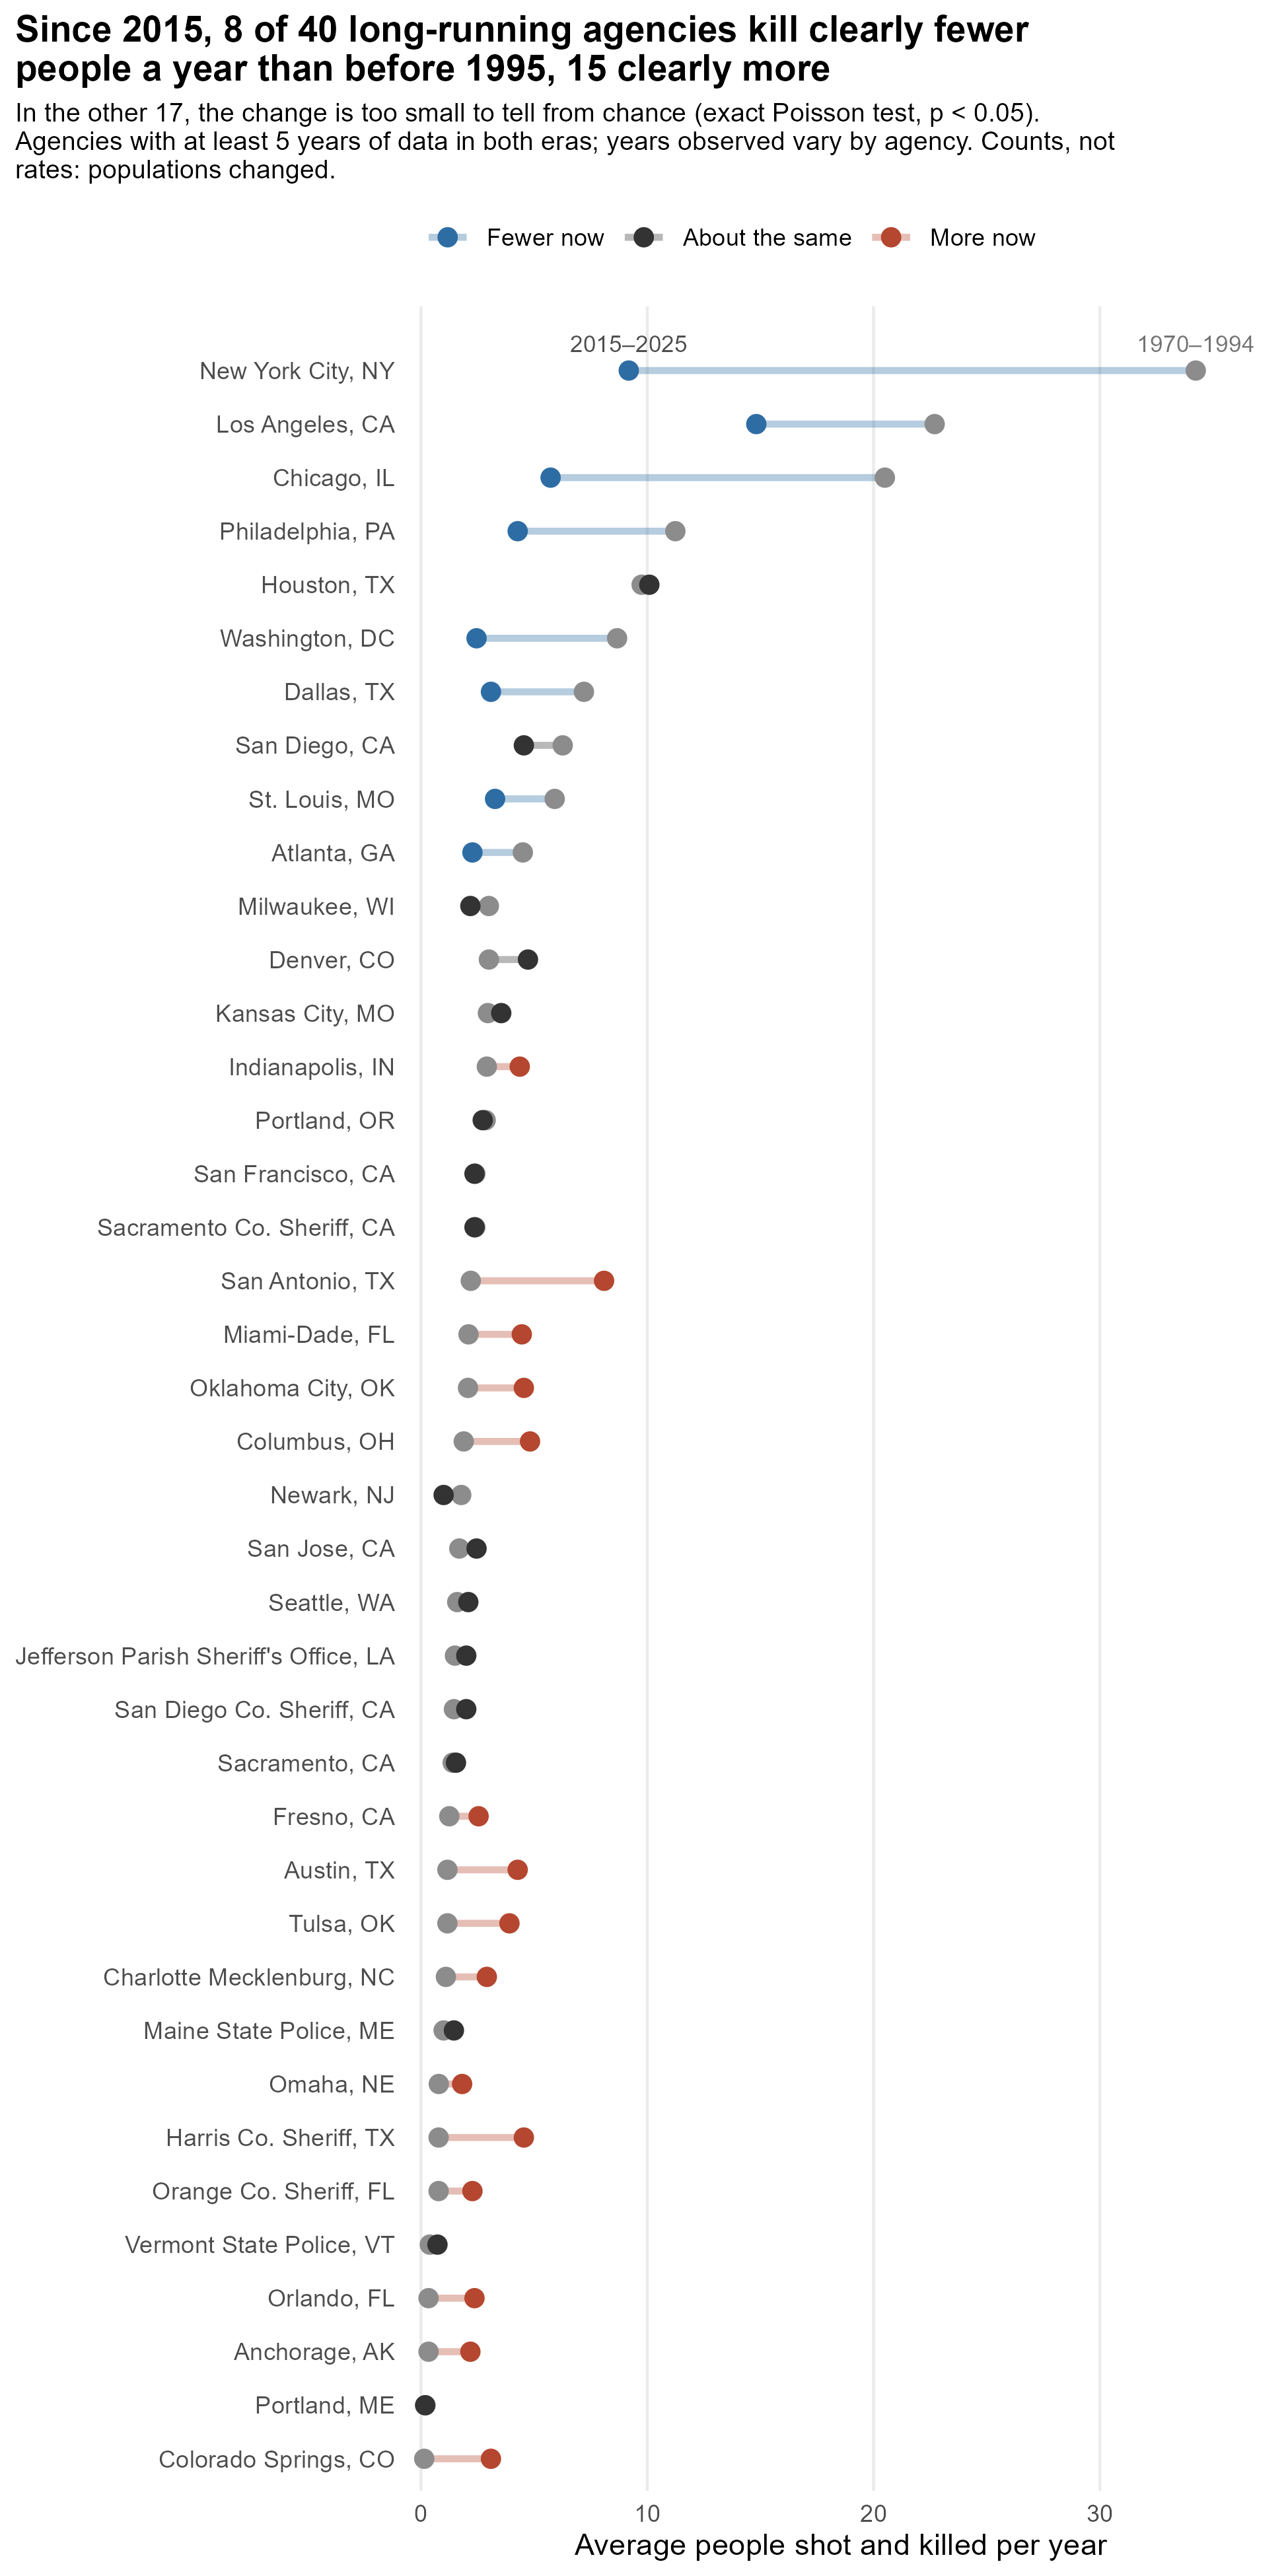 Since 2015, 8 of 40 long-running agencies kill clearly fewer
people a year than before 1995, 15 clearly more
In the other 17, the change is too small to tell from chance (exact Poisson test, p < 0.05).
Agencies with at least 5 years of data in both eras; years observed vary by agency. Counts, not
rates: populations changed.
Fewer now About the same More now
2015–2025 1970–1994
New York City, NY
Los Angeles, CA
Chicago, IL
Philadelphia, PA
Houston, TX
Washington, DC
Dallas, TX
San Diego, CA
St. Louis, MO
Atlanta, GA
Milwaukee, WI
Denver, CO
Kansas City, MO
Indianapolis, IN
Portland, OR
San Francisco, CA
Sacramento Co. Sheriff, CA
San Antonio, TX
Miami-Dade, FL
Oklahoma City, OK
Columbus, OH
Newark, NJ
San Jose, CA
Seattle, WA
Jefferson Parish Sheriff's Office, LA
San Diego Co. Sheriff, CA
Sacramento, CA
Fresno, CA
Austin, TX
Tulsa, OK
Charlotte Mecklenburg, NC
Maine State Police, ME
Omaha, NE
Harris Co. Sheriff, TX
Orange Co. Sheriff, FL
Vermont State Police, VT
Orlando, FL
Anchorage, AK
Portland, ME
Colorado Springs, CO
0 10 20 30
Average people shot and killed per year